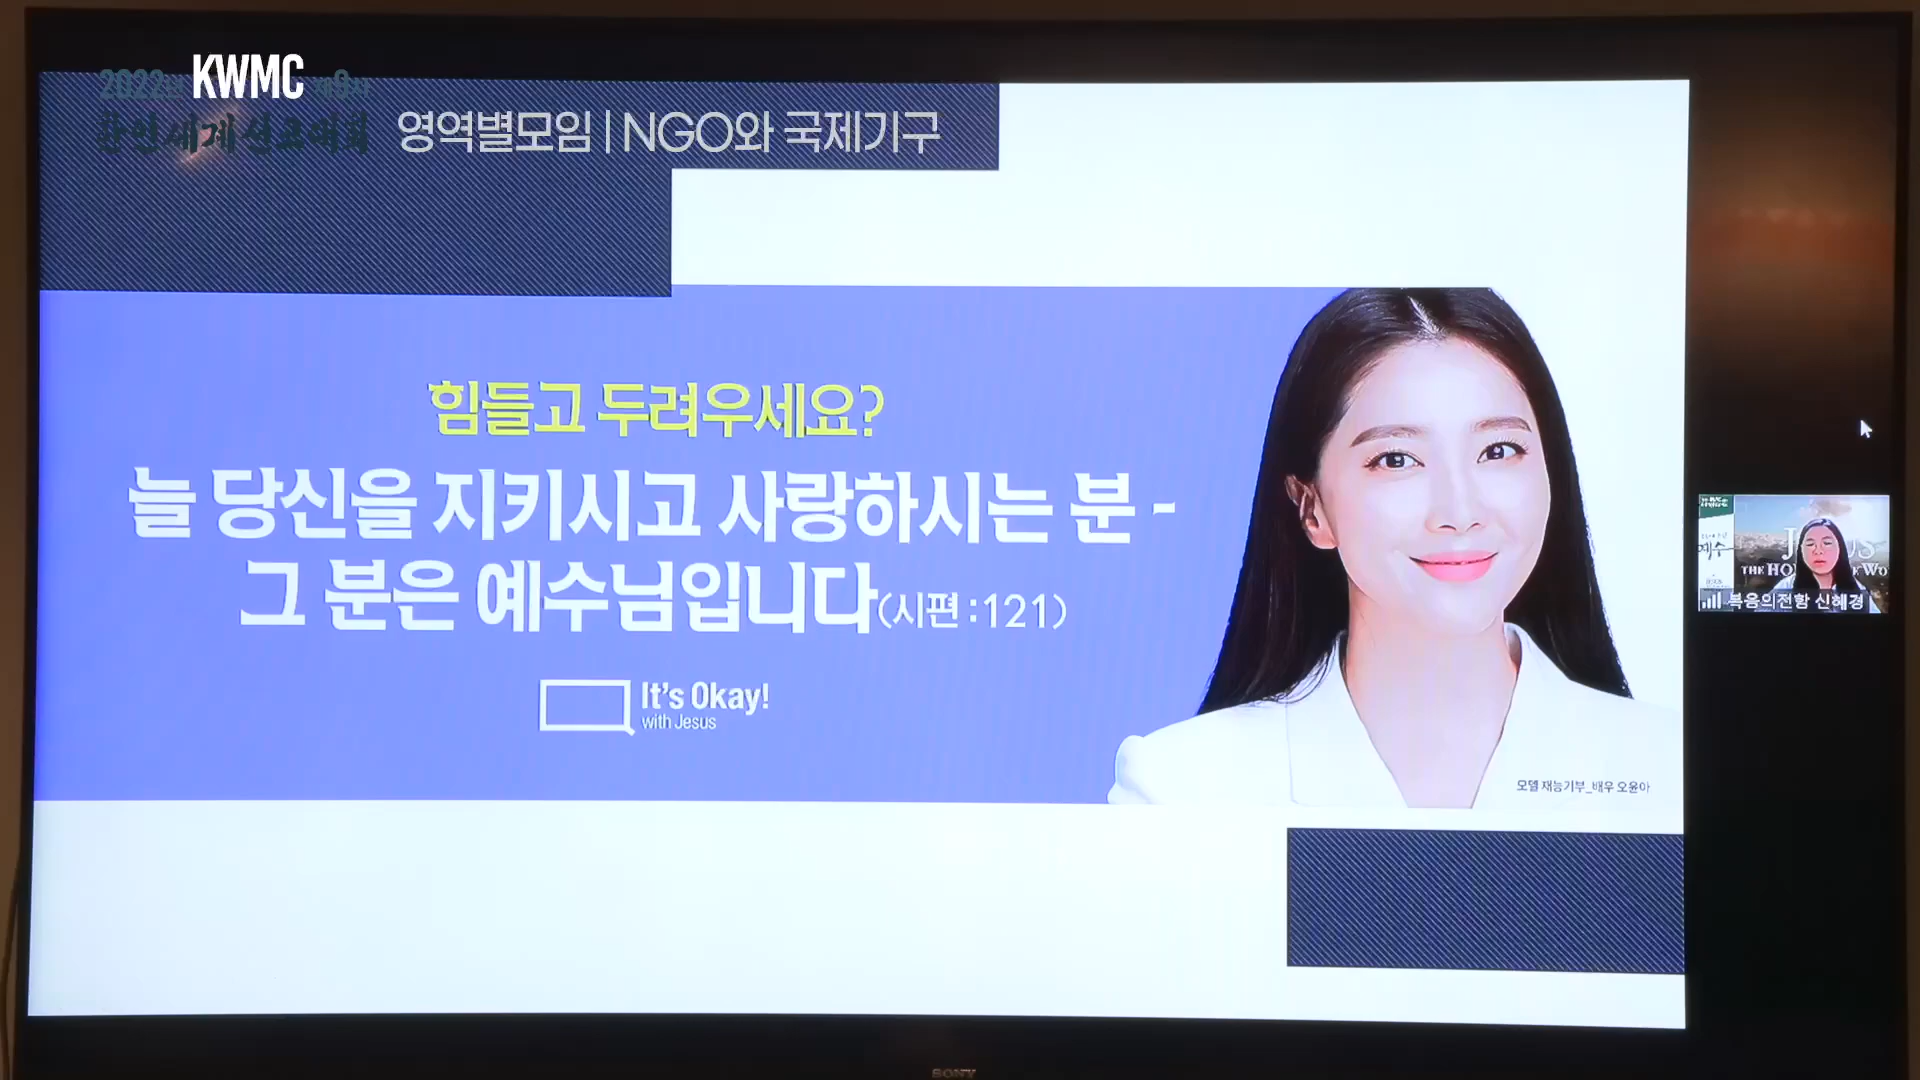 2022년 KWMC 제9차
한인세계선교대회
영역별모임 | NGO와 국제기구
힘들고 두려우세요?
늘 당신을 지키시고 사랑하시는 분 -
그 분은 예수님입니다(시편:121)
It's Okay!
with Jesus
모델 재능기부_배우 오윤아
예수
THE HO
복음의전함 신혜경
SONY